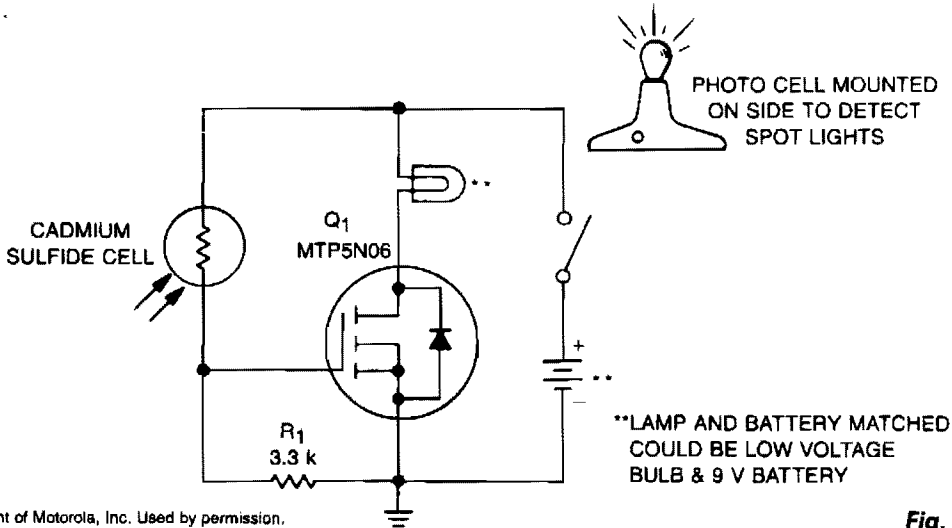 PHOTO CELL MOUNTED
ON SIDE TO DETECT
SPOT LIGHTS
CADMIUM
SULFIDE CELL
Q1
MTP5N06
**
+
**
−
R1
3.3 k
**LAMP AND BATTERY MATCHED
COULD BE LOW VOLTAGE
BULB & 9 V BATTERY
nt of Motorola, Inc. Used by permission.
Fig.